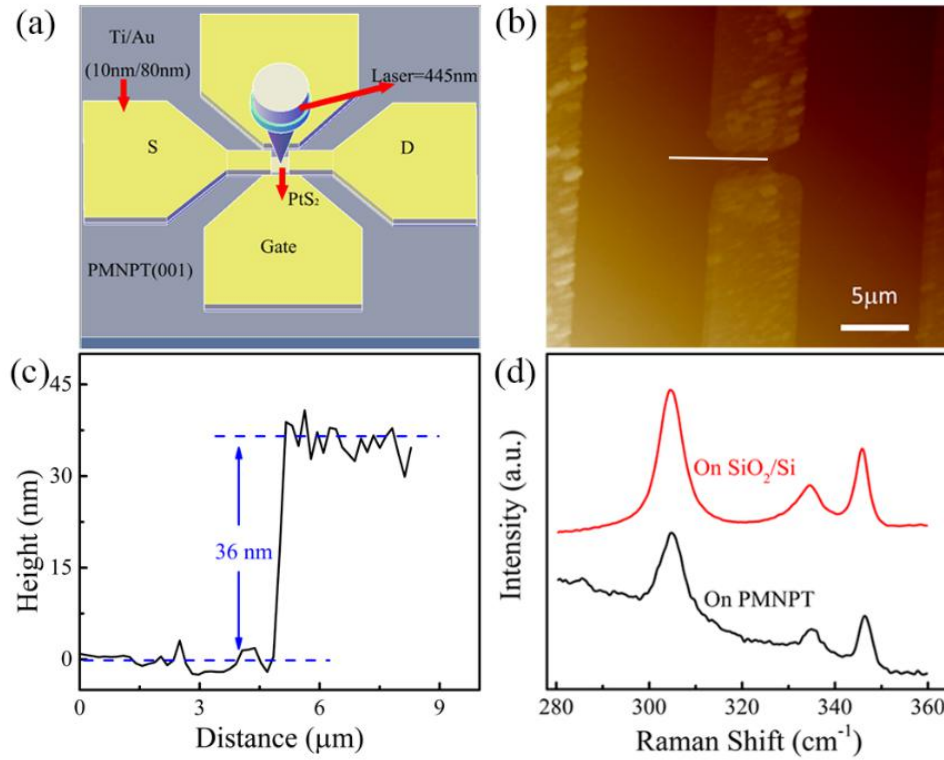 (a)
Ti/Au
(10nm/80nm)
Laser=445nm
S
D
PtS₂
Gate
PMNPT(001)
(b)
5μm
(c)
45
30
15
0
36 nm
Height (nm)
0 3 6 9
Distance (μm)
(d)
On SiO₂/Si
On PMNPT
Intensity (a.u.)
280 300 320 340 360
Raman Shift (cm⁻¹)